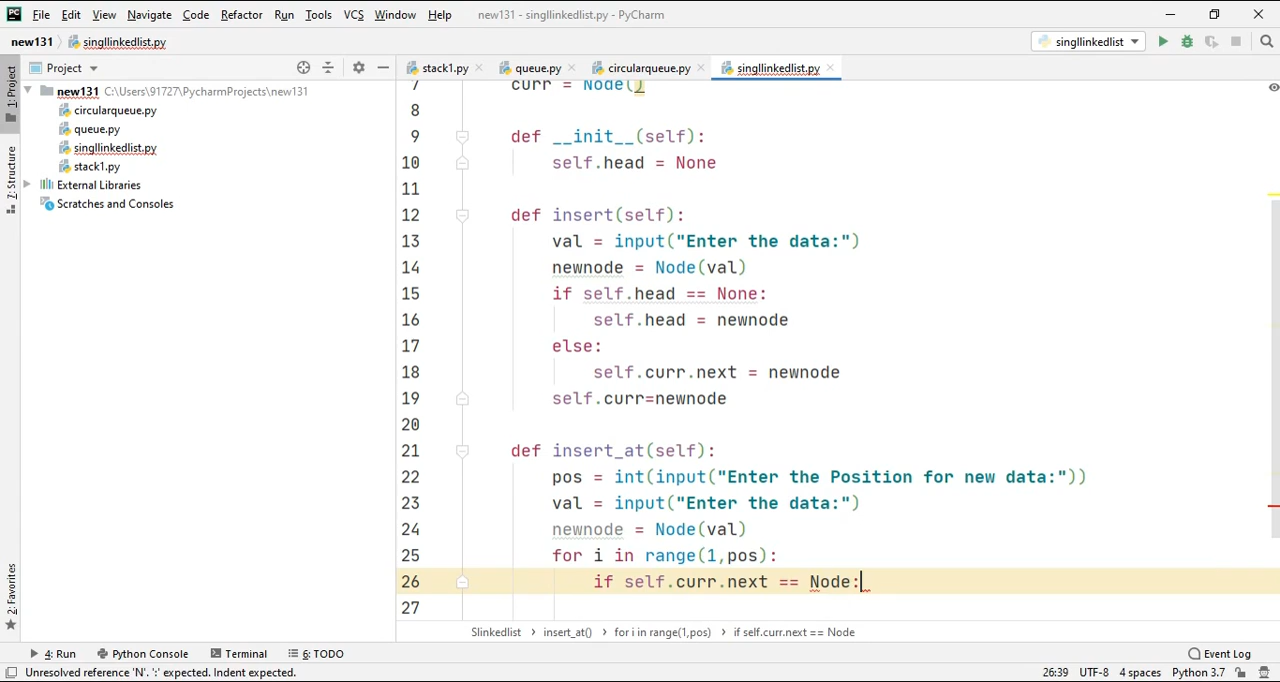 PC File Edit View Navigate Code Refactor Run Tools VCS Window Help new131 - singllinkedlist.py - PyCharm
new131 singllinkedlist.py singllinkedlist
Project stack1.py queue.py circularqueue.py singllinkedlist.py
1: Project
Z: Structure
2: Favorites
new131 C:\Users\91727\PycharmProjects\new131
circularqueue.py
queue.py
singllinkedlist.py
stack1.py
External Libraries
Scratches and Consoles
7 curr = Node()
8
9 def __init__(self):
10 self.head = None
11
12 def insert(self):
13 val = input("Enter the data:")
14 newnode = Node(val)
15 if self.head == None:
16 self.head = newnode
17 else:
18 self.curr.next = newnode
19 self.curr=newnode
20
21 def insert_at(self):
22 pos = int(input("Enter the Position for new data:"))
23 val = input("Enter the data:")
24 newnode = Node(val)
25 for i in range(1,pos):
26 if self.curr.next == Node:
27
Slinkedlist › insert_at() › for i in range(1,pos) › if self.curr.next == Node
4: Run Python Console Terminal 6: TODO Event Log
Unresolved reference 'N'. ':' expected. Indent expected. 26:39 UTF-8 4 spaces Python 3.7